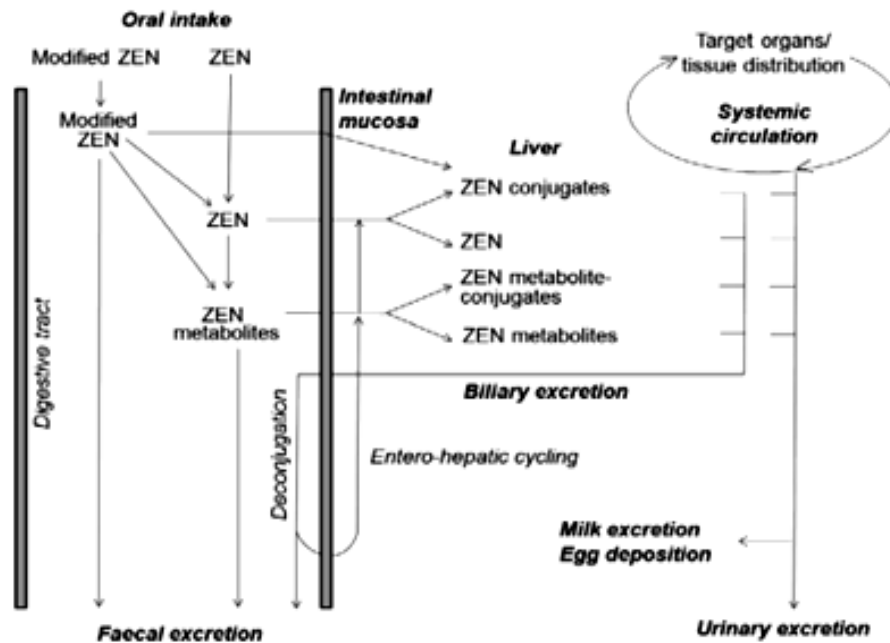 Oral intake
Modified ZEN
ZEN
Target organs/
tissue distribution
Modified
ZEN
Intestinal
mucosa
Systemic
circulation
Liver
ZEN conjugates
ZEN
ZEN
ZEN metabolite-
conjugates
ZEN
metabolites
ZEN metabolites
Digestive tract
Biliary excretion
Deconjugation
Entero-hepatic cycling
Milk excretion
Egg deposition
Faecal excretion
Urinary excretion